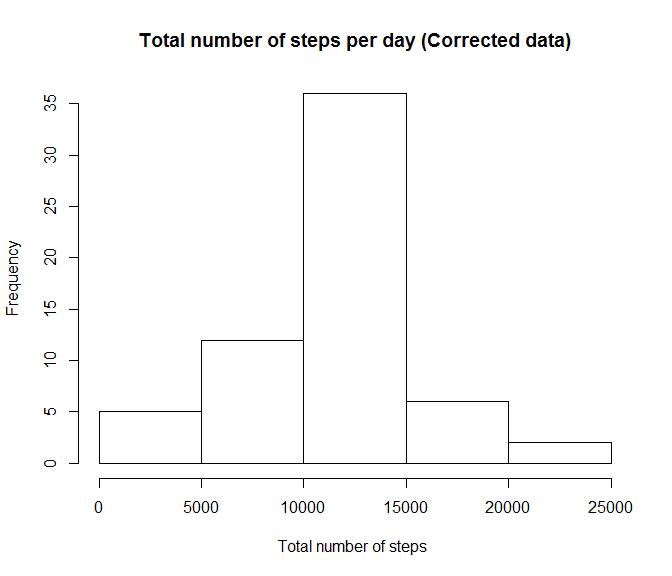 Total number of steps per day (Corrected data)
Frequency
35
30
25
20
15
10
5
0
0 5000 10000 15000 20000 25000
Total number of steps